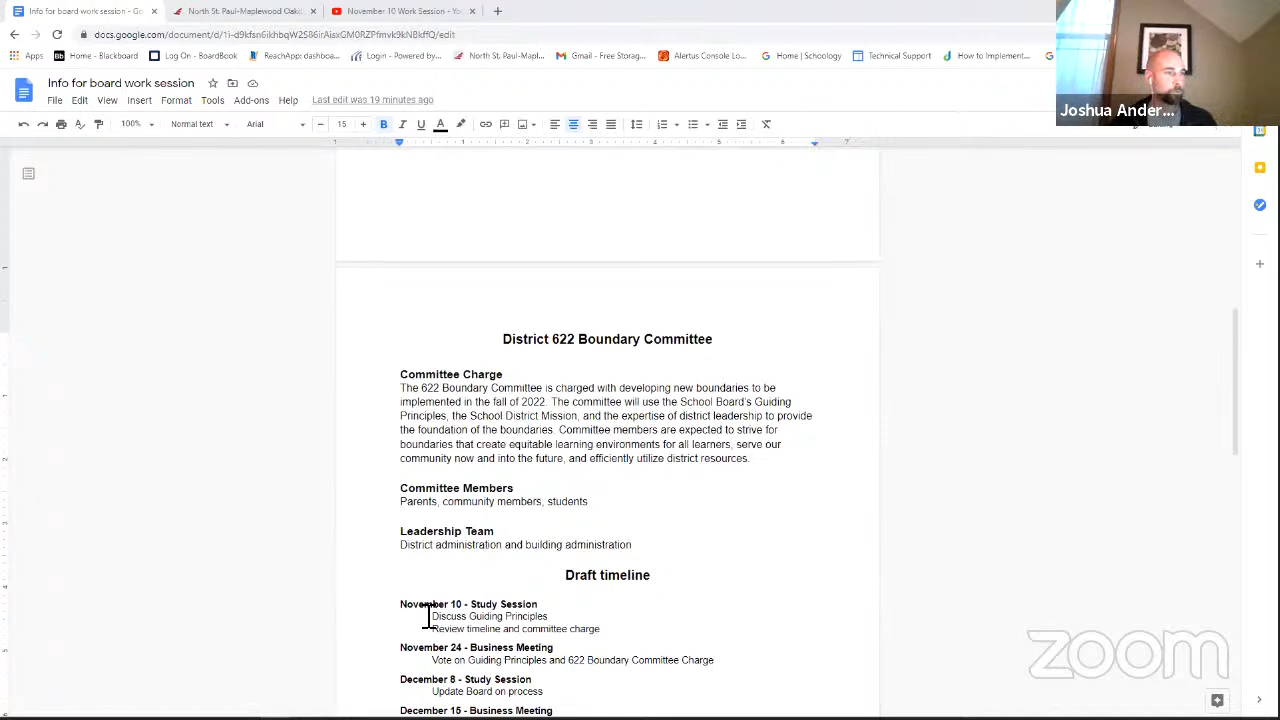 Info for board work session - Go
North St. Paul-Maplewood Oakd
November 10 Work Session - You
docs.google.com/document/d/
/edit
Apps
Home - Blackboard
Log On - BoardBook
ReachApp: dashboa...
Login - Powered by...
North St. Paul-Mapl...
Gmail - Free Storag...
Alertus Console Lo...
Home | Schoology
Technical Support
How to Implement...
Info for board work session
File Edit View Insert Format Tools Add-ons Help Last edit was 19 minutes ago
100% Normal text Arial 15 B I U A
Joshua Ander...
District 622 Boundary Committee
Committee Charge
The 622 Boundary Committee is charged with developing new boundaries to be
implemented in the fall of 2022. The committee will use the School Board's Guiding
Principles, the School District Mission, and the expertise of district leadership to provide
the foundation of the boundaries. Committee members are expected to strive for
boundaries that create equitable learning environments for all learners, serve our
community now and into the future, and efficiently utilize district resources.
Committee Members
Parents, community members, students
Leadership Team
District administration and building administration
Draft timeline
November 10 - Study Session
Discuss Guiding Principles
Review timeline and committee charge
November 24 - Business Meeting
Vote on Guiding Principles and 622 Boundary Committee Charge
December 8 - Study Session
Update Board on process
December 15 - Business Meeting
zoom